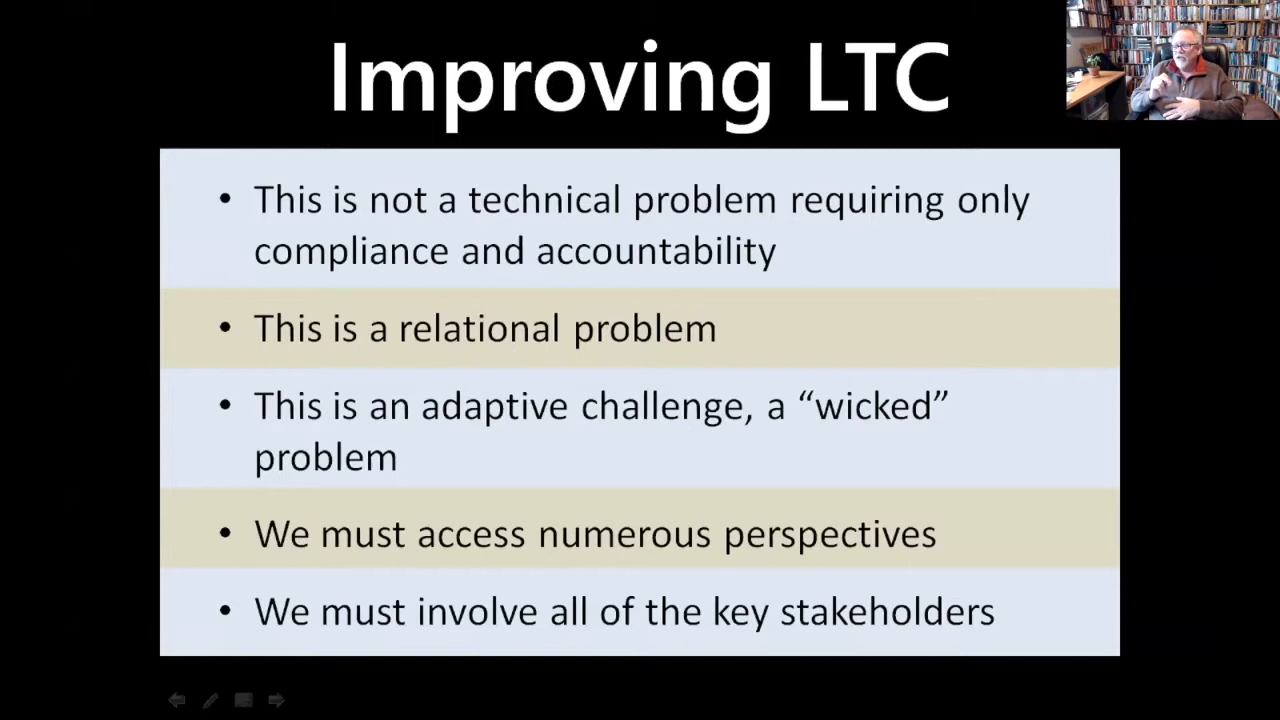 Improving LTC
• This is not a technical problem requiring only
compliance and accountability
• This is a relational problem
• This is an adaptive challenge, a “wicked”
problem
• We must access numerous perspectives
• We must involve all of the key stakeholders